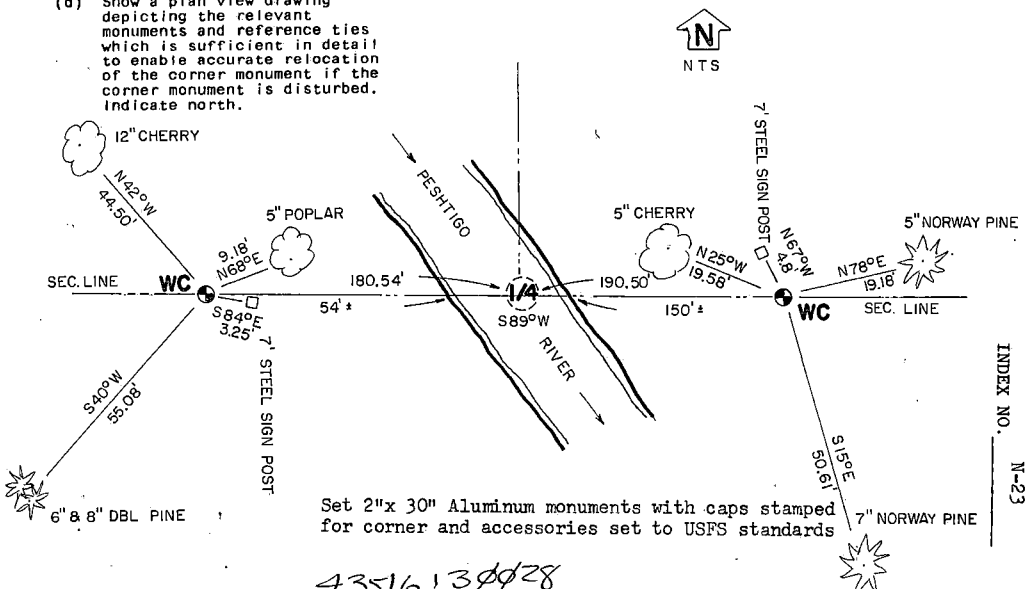 (d) Show a plan view drawing
depicting the relevant
monuments and reference ties
which is sufficient in detail
to enable accurate relocation
of the corner monument if the
corner monument is disturbed.
Indicate north.
N
NTS
12" CHERRY
N42°W
44.50'
5" POPLAR
9.18'
N68°E
SEC. LINE
WC
S84°E
3.25'
7' STEEL SIGN POST
S40°W
55.08'
6" & 8" DBL PINE
180.54'
54' ±
PESHTIGO
RIVER
1/4
S89°W
190.50'
150' ±
5" CHERRY
N25°W
19.58'
7' STEEL SIGN POST
N67°W
4.8'
5" NORWAY PINE
N78°E
19.18'
WC
SEC. LINE
S15°E
50.61'
7" NORWAY PINE
INDEX NO. N-23
Set 2"x 30" Aluminum monuments with caps stamped
for corner and accessories set to USFS standards
43516130028